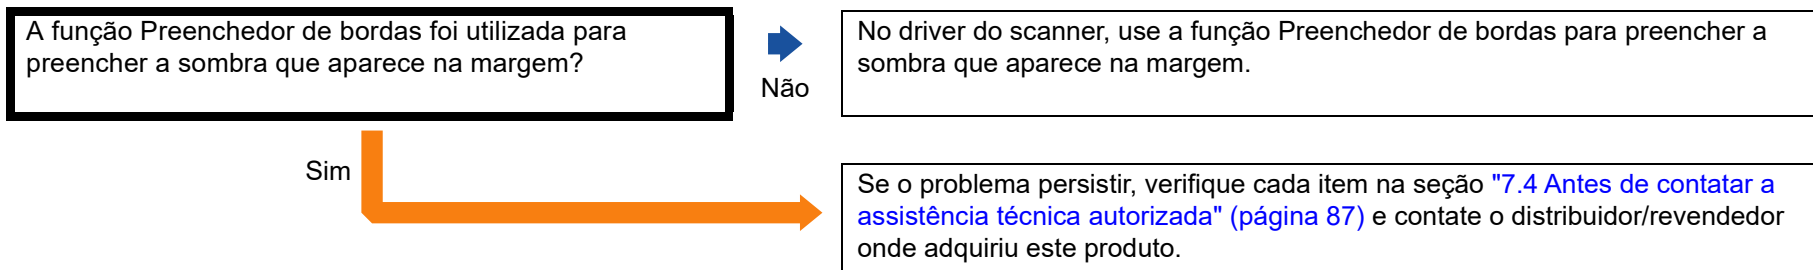 A função Preenchedor de bordas foi utilizada para
preencher a sombra que aparece na margem?
Não
No driver do scanner, use a função Preenchedor de bordas para preencher a
sombra que aparece na margem.
Sim
Se o problema persistir, verifique cada item na seção "7.4 Antes de contatar a
assistência técnica autorizada" (página 87) e contate o distribuidor/revendedor
onde adquiriu este produto.